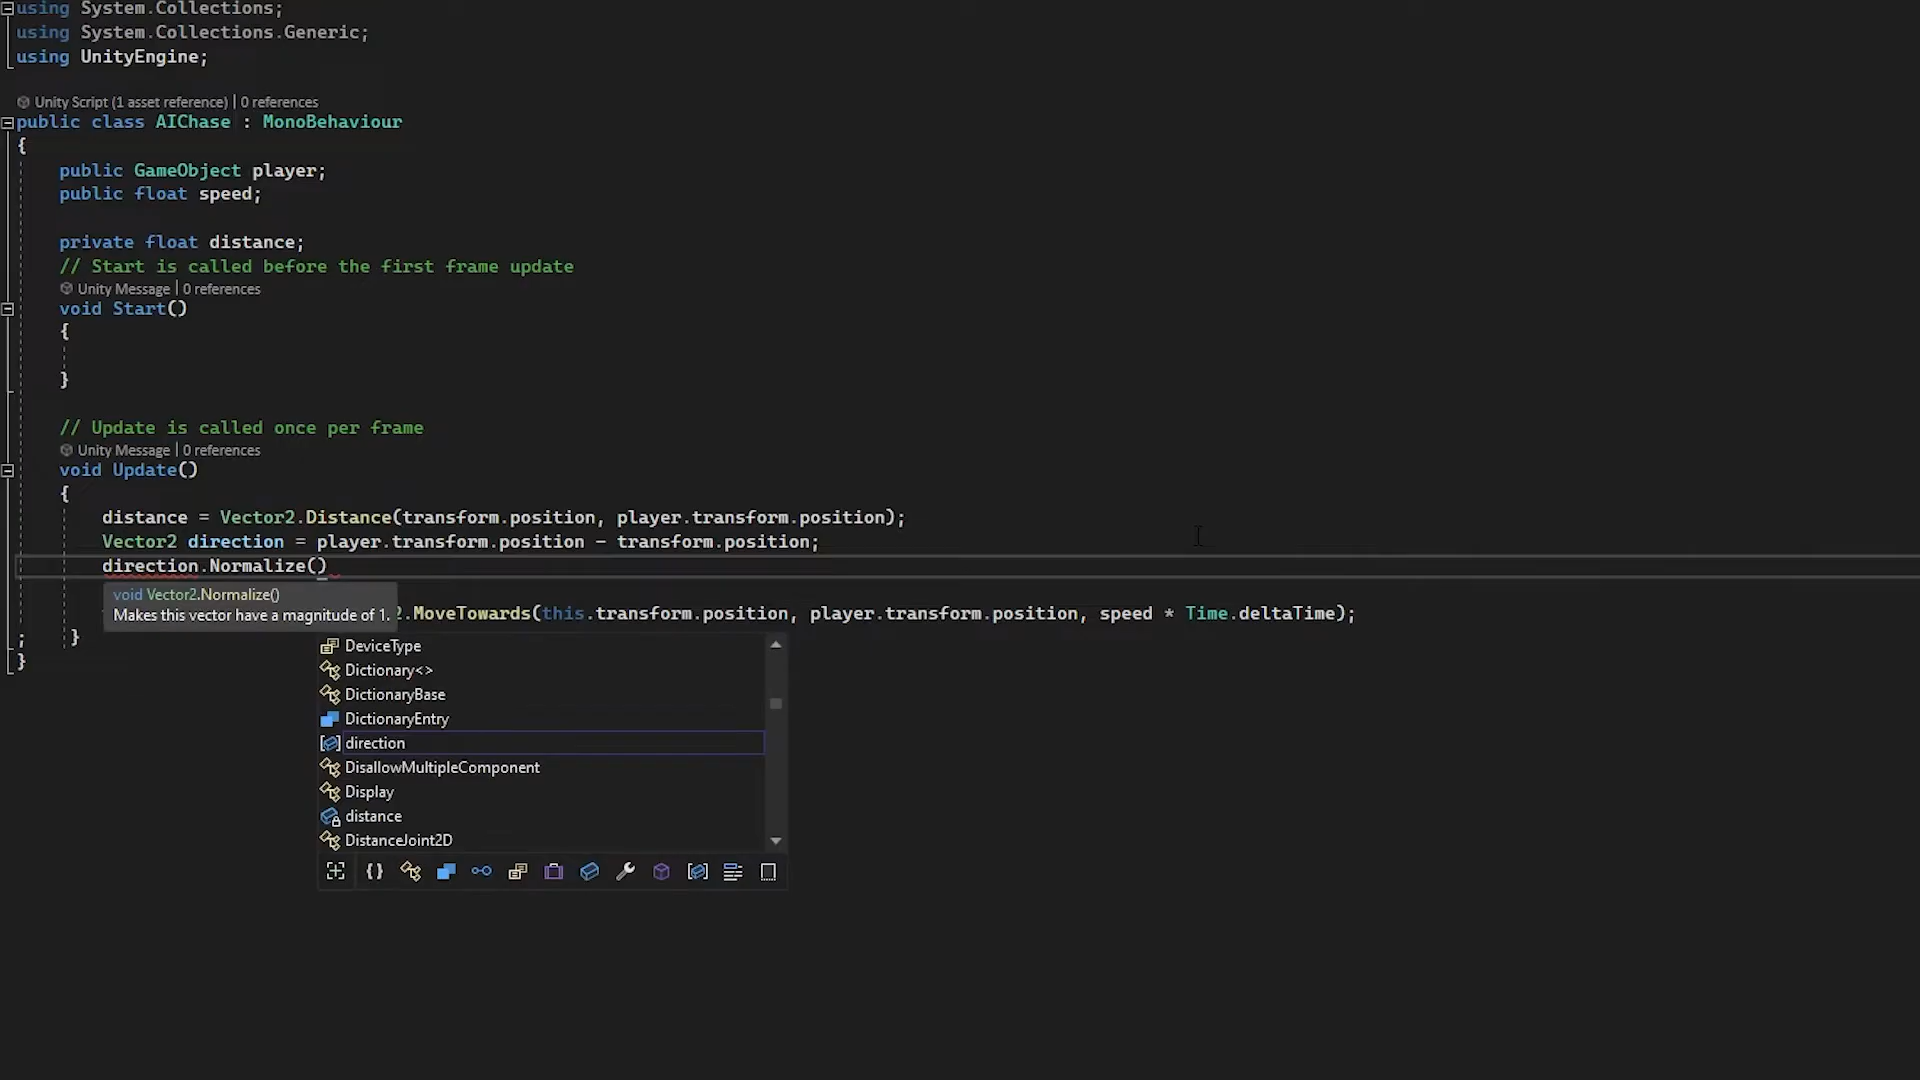 using System.Collections;
using System.Collections.Generic;
using UnityEngine;
Unity Script (1 asset reference) | 0 references
public class AIChase : MonoBehaviour
{
public GameObject player;
public float speed;
private float distance;
// Start is called before the first frame update
Unity Message | 0 references
void Start()
{
}
// Update is called once per frame
Unity Message | 0 references
void Update()
{
distance = Vector2.Distance(transform.position, player.transform.position);
Vector2 direction = player.transform.position - transform.position;
direction.Normalize()
void Vector2.Normalize()
Makes this vector have a magnitude of 1.
2.MoveTowards(this.transform.position, player.transform.position, speed * Time.deltaTime);
; }
}
DeviceType
Dictionary<>
DictionaryBase
DictionaryEntry
direction
DisallowMultipleComponent
Display
distance
DistanceJoint2D